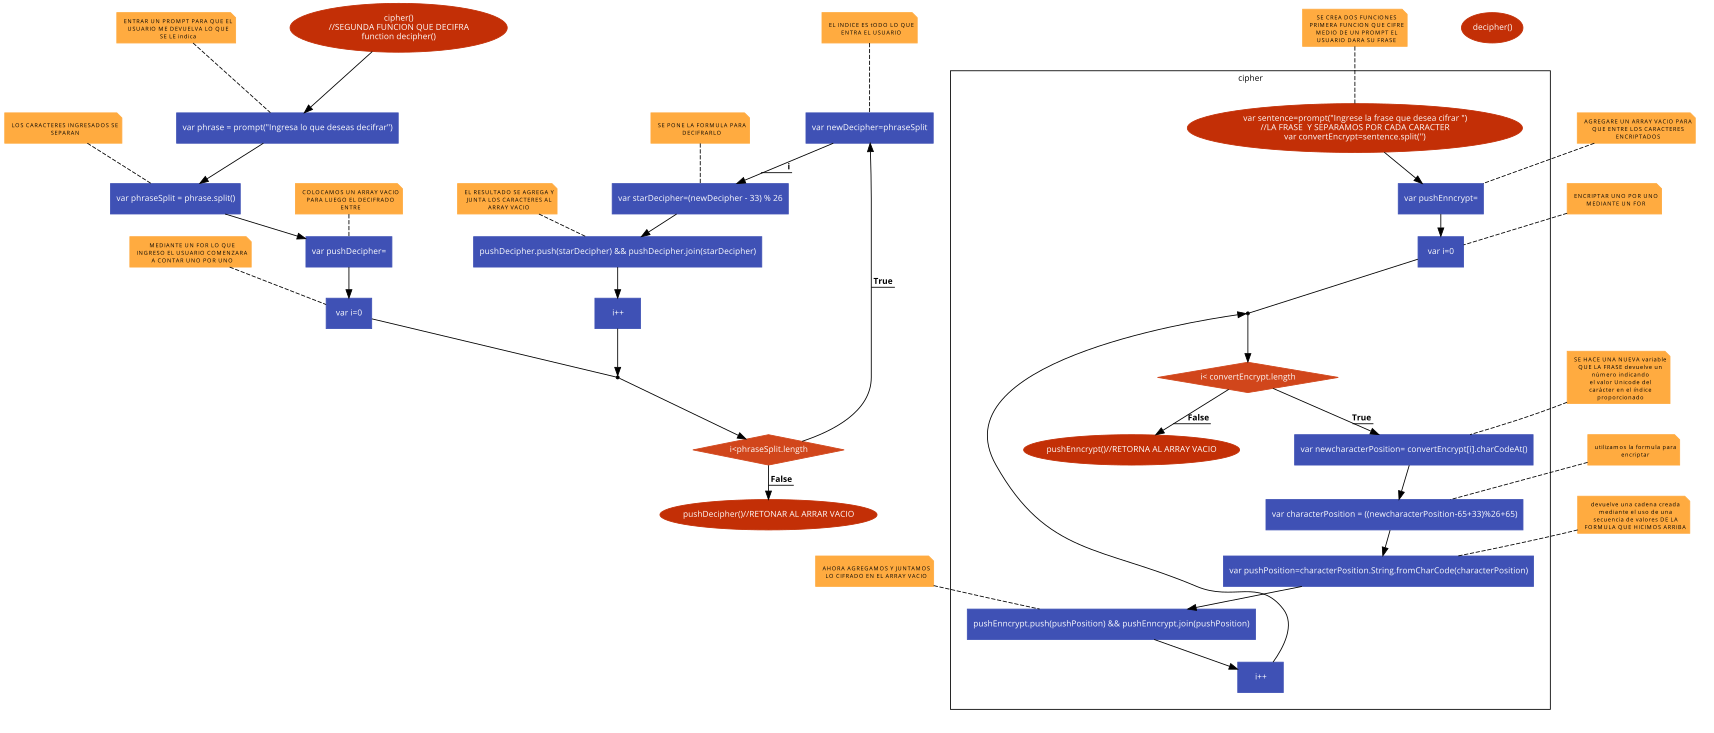 ENTRAR UN PROMPT PARA QUE EL
USUARIO ME DEVUELVA LO QUE
SE LE indica
cipher()
//SEGUNDA FUNCION QUE DECIFRA
function decipher()
var phrase = prompt("Ingresa lo que deseas decifrar")
LOS CARACTERES INGRESADOS SE
SEPARAN
var phraseSplit = phrase.split()
COLOCAMOS UN ARRAY VACIO
PARA LUEGO EL DECIFRADO
ENTRE
var pushDecipher=
MEDIANTE UN FOR LO QUE
INGRESO EL USUARIO COMENZARA
A CONTAR UNO POR UNO
var i=0
EL INDICE ES tODO LO QUE
ENTRA EL USUARIO
var newDecipher=phraseSplit
i
SE PONE LA FORMULA PARA
DECIFRARLO
var starDecipher=(newDecipher - 33) % 26
EL RESULTADO SE AGREGA Y
JUNTA LOS CARACTERES AL
ARRAY VACIO
pushDecipher.push(starDecipher) && pushDecipher.join(starDecipher)
i++
True
i<phraseSplit.length
False
pushDecipher()//RETONAR AL ARRAR VACIO
SE CREA DOS FUNCIONES
PRIMERA FUNCION QUE CIFRE
MEDIO DE UN PROMPT EL
USUARIO DARA SU FRASE
decipher()
cipher
var sentence=prompt("Ingrese la frase que desea cifrar ")
//LA FRASE  Y SEPARAMOS POR CADA CARACTER
var convertEncrypt=sentence.split('')
AGREGARE UN ARRAY VACIO PARA
QUE ENTRE LOS CARACTERES
ENCRIPTADOS
var pushEnncrypt=
ENCRIPTAR UNO POR UNO
MEDIANTE UN FOR
var i=0
i< convertEncrypt.length
False
True
pushEnncrypt()//RETORNA AL ARRAY VACIO
SE HACE UNA NUEVA variable
QUE LA FRASE devuelve un
número indicando
el valor Unicode del
carácter en el índice
proporcionado
var newcharacterPosition= convertEncrypt[i].charCodeAt()
utilizamos la formula para
encriptar
var characterPosition = ((newcharacterPosition-65+33)%26+65)
devuelve una cadena creada
mediante el uso de una
secuencia de valores DE LA
FORMULA QUE HICIMOS ARRIBA
var pushPosition=characterPosition.String.fromCharCode(characterPosition)
AHORA AGREGAMOS Y JUNTAMOS
LO CIFRADO EN EL ARRAY VACIO
pushEnncrypt.push(pushPosition) && pushEnncrypt.join(pushPosition)
i++